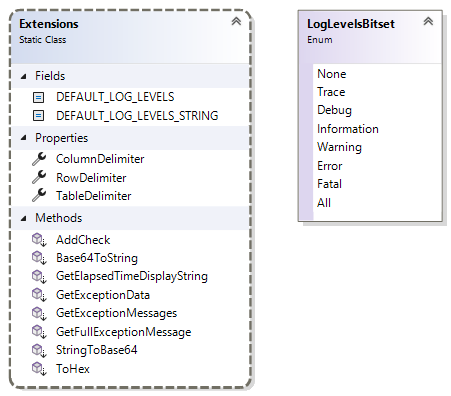 Extensions
Static Class
Fields
DEFAULT_LOG_LEVELS
DEFAULT_LOG_LEVELS_STRING
Properties
ColumnDelimiter
RowDelimiter
TableDelimiter
Methods
AddCheck
Base64ToString
GetElapsedTimeDisplayString
GetExceptionData
GetExceptionMessages
GetFullExceptionMessage
StringToBase64
ToHex
LogLevelsBitset
Enum
None
Trace
Debug
Information
Warning
Error
Fatal
All